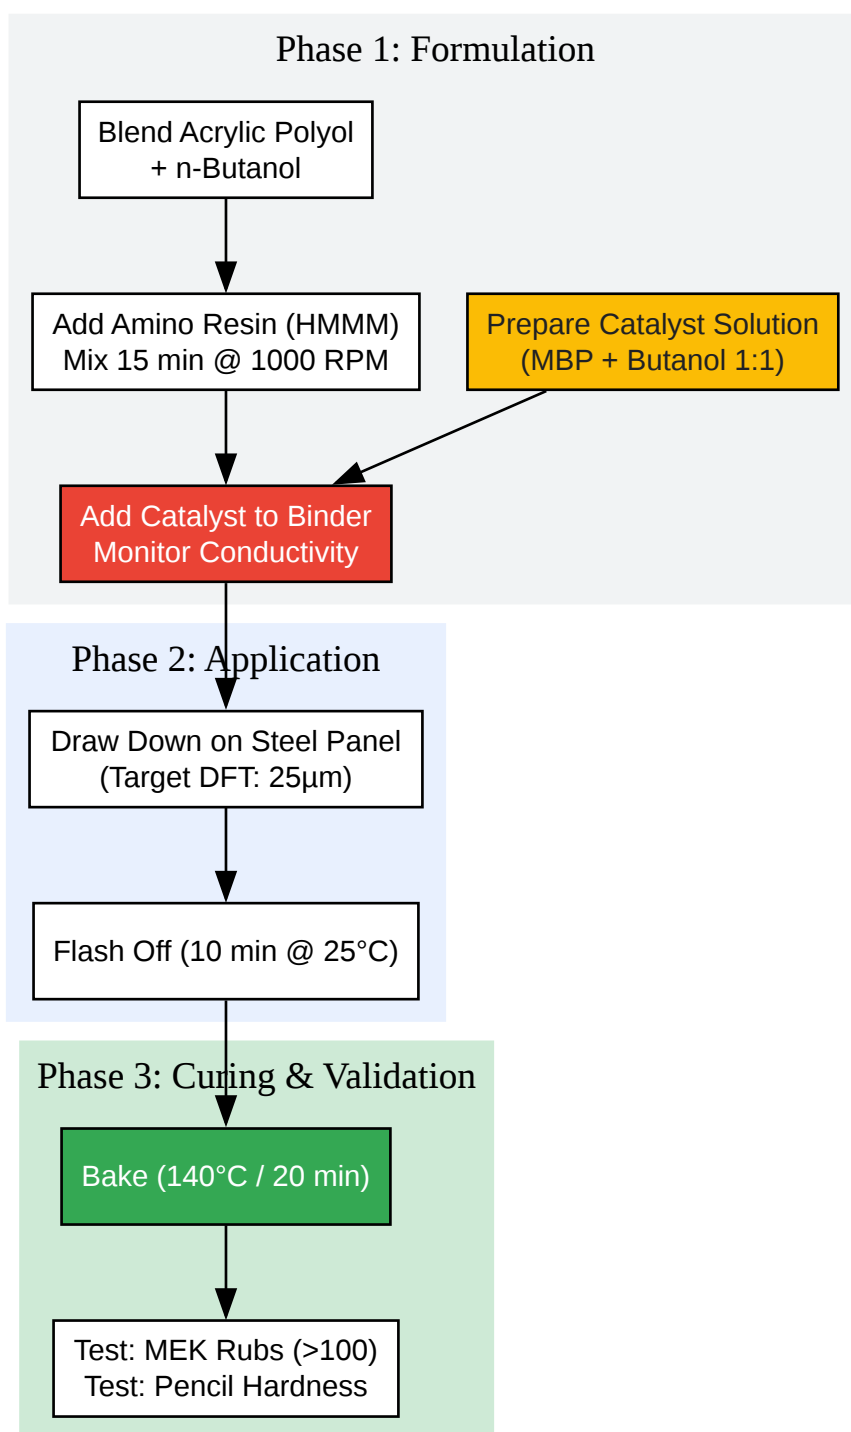 Phase 1: Formulation
Blend Acrylic Polyol
+ n-Butanol
Add Amino Resin (HMMM)
Mix 15 min @ 1000 RPM
Prepare Catalyst Solution
(MBP + Butanol 1:1)
Add Catalyst to Binder
Monitor Conductivity
Phase 2: Application
Draw Down on Steel Panel
(Target DFT: 25µm)
Flash Off (10 min @ 25°C)
Phase 3: Curing & Validation
Bake (140°C / 20 min)
Test: MEK Rubs (>100)
Test: Pencil Hardness